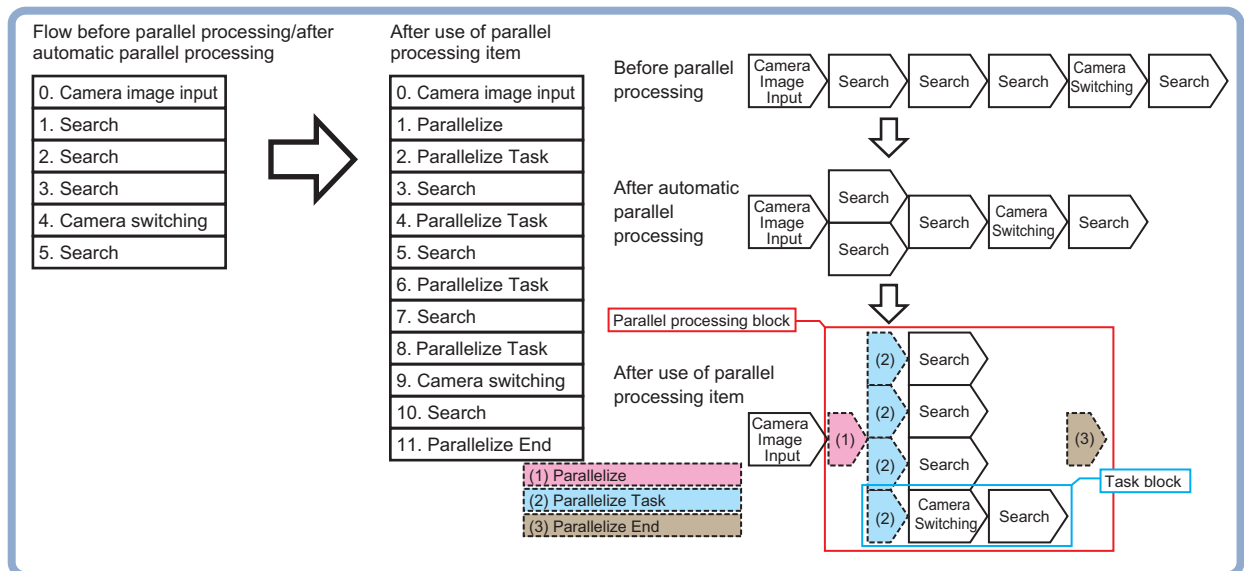 Flow before parallel processing/after
automatic parallel processing
0. Camera image input
1. Search
2. Search
3. Search
4. Camera switching
5. Search
After use of parallel
processing item
0. Camera image input
1. Parallelize
2. Parallelize Task
3. Search
4. Parallelize Task
5. Search
6. Parallelize Task
7. Search
8. Parallelize Task
9. Camera switching
10. Search
11. Parallelize End
(1) Parallelize
(2) Parallelize Task
(3) Parallelize End
Before parallel
processing
Camera
Image
Input
Search
Search
Search
Camera
Switching
Search
After automatic
parallel
processing
Camera
Image
Input
Search
Search
Search
Camera
Switching
Search
Parallel processing block
After use of parallel
processing item
Camera
Image
Input
(1)
(2)
Search
(2)
Search
(2)
Search
(2)
Camera
Switching
Search
(3)
Task block